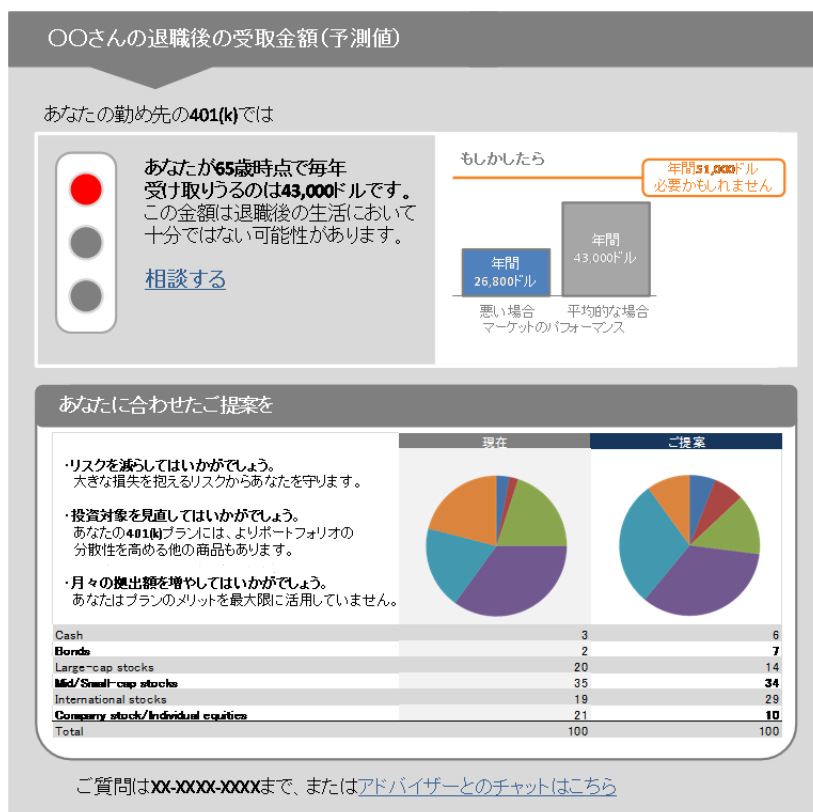 〇〇さんの退職後の受取金額(予測値)
あなたの勤め先の401(k)では
あなたが65歳時点で毎年
受け取りうるのは43,000ドルです。
この金額は退職後の生活において
十分ではない可能性があります。
相談する
もしかしたら
年間51,000ドル
必要かもしれません
年間
43,000ドル
年間
26,800ドル
悪い場合 平均的な場合
マーケットのパフォーマンス
あなたに合わせたご提案を
現在 ご提案
・リスクを減らしてはいかがでしょう。
大きな損失を抱えるリスクからあなたを守ります。
・投資対象を見直してはいかがでしょう。
あなたの401(k)プランには、よりポートフォリオの
分散性を高める他の商品もあります。
・月々の拠出額を増やしてはいかがでしょう。
あなたはプランのメリットを最大限に活用していません。
Cash 3 6
Bonds 2 7
Large-cap stocks 20 14
Mid/Small-cap stocks 35 34
International stocks 19 29
Company stock/Individual equities 21 10
Total 100 100
ご質問はXX-XXXX-XXXXまで、またはアドバイザーとのチャットはこちら